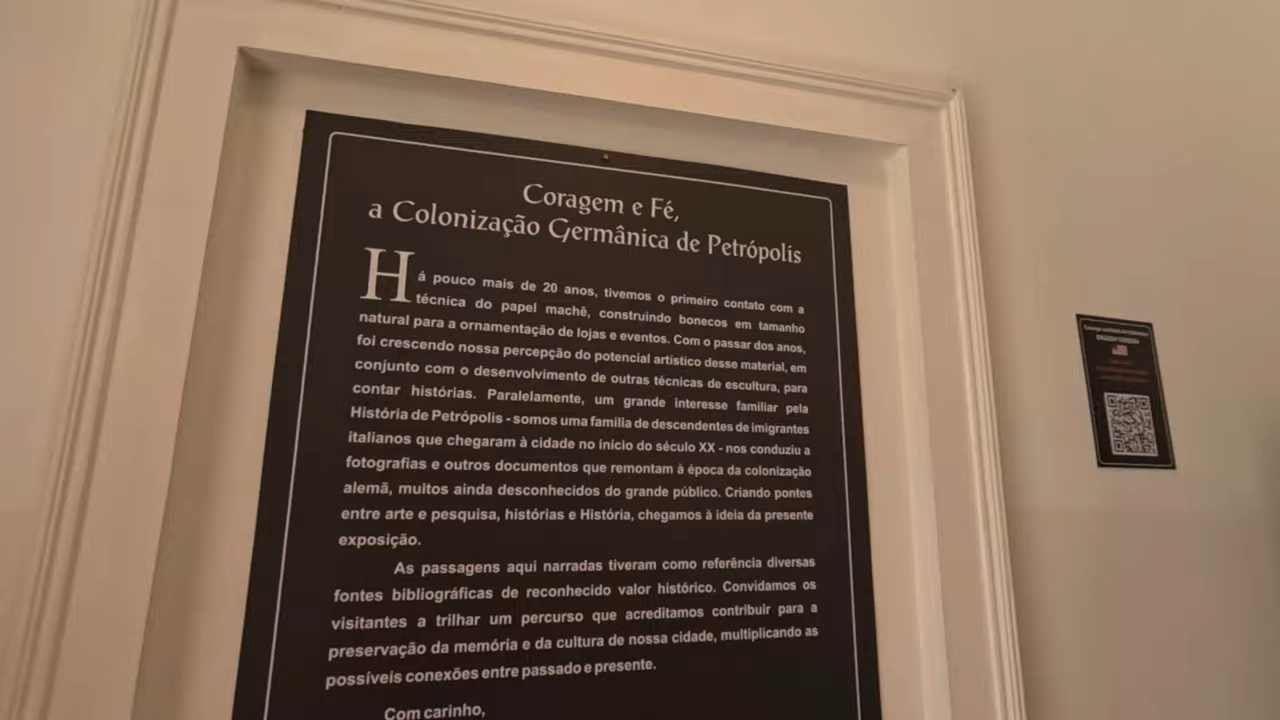 Coragem e Fé,
a Colonização Germânica de Petrópolis
Há pouco mais de 20 anos, tivemos o primeiro contato com a
técnica do papel machê, construindo bonecos em tamanho
natural para a ornamentação de lojas e eventos. Com o passar dos anos,
foi crescendo nossa percepção do potencial artístico desse material, em
conjunto com o desenvolvimento de outras técnicas de escultura, para
contar histórias. Paralelamente, um grande interesse familiar pela
História de Petrópolis - somos uma família de descendentes de imigrantes
italianos que chegaram à cidade no início do século XX - nos conduziu a
fotografias e outros documentos que remontam à época da colonização
alemã, muitos ainda desconhecidos do grande público. Criando pontes
entre arte e pesquisa, histórias e História, chegamos à ideia da presente
exposição.
As passagens aqui narradas tiveram como referência diversas
fontes bibliográficas de reconhecido valor histórico. Convidamos os
visitantes a trilhar um percurso que acreditamos contribuir para a
preservação da memória e da cultura de nossa cidade, multiplicando as
possíveis conexões entre passado e presente.
Com carinho,